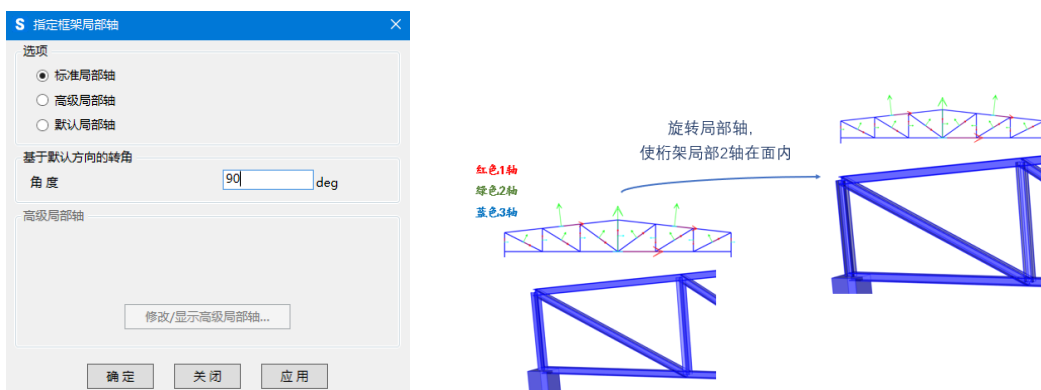 S 指定框架局部轴
选项
标准局部轴
高级局部轴
默认局部轴
基于默认方向的转角
角度
90
deg
高级局部轴
修改/显示高级局部轴...
确定
关闭
应用
红色1轴
绿色2轴
蓝色3轴
旋转局部轴，
使桁架局部2轴在面内